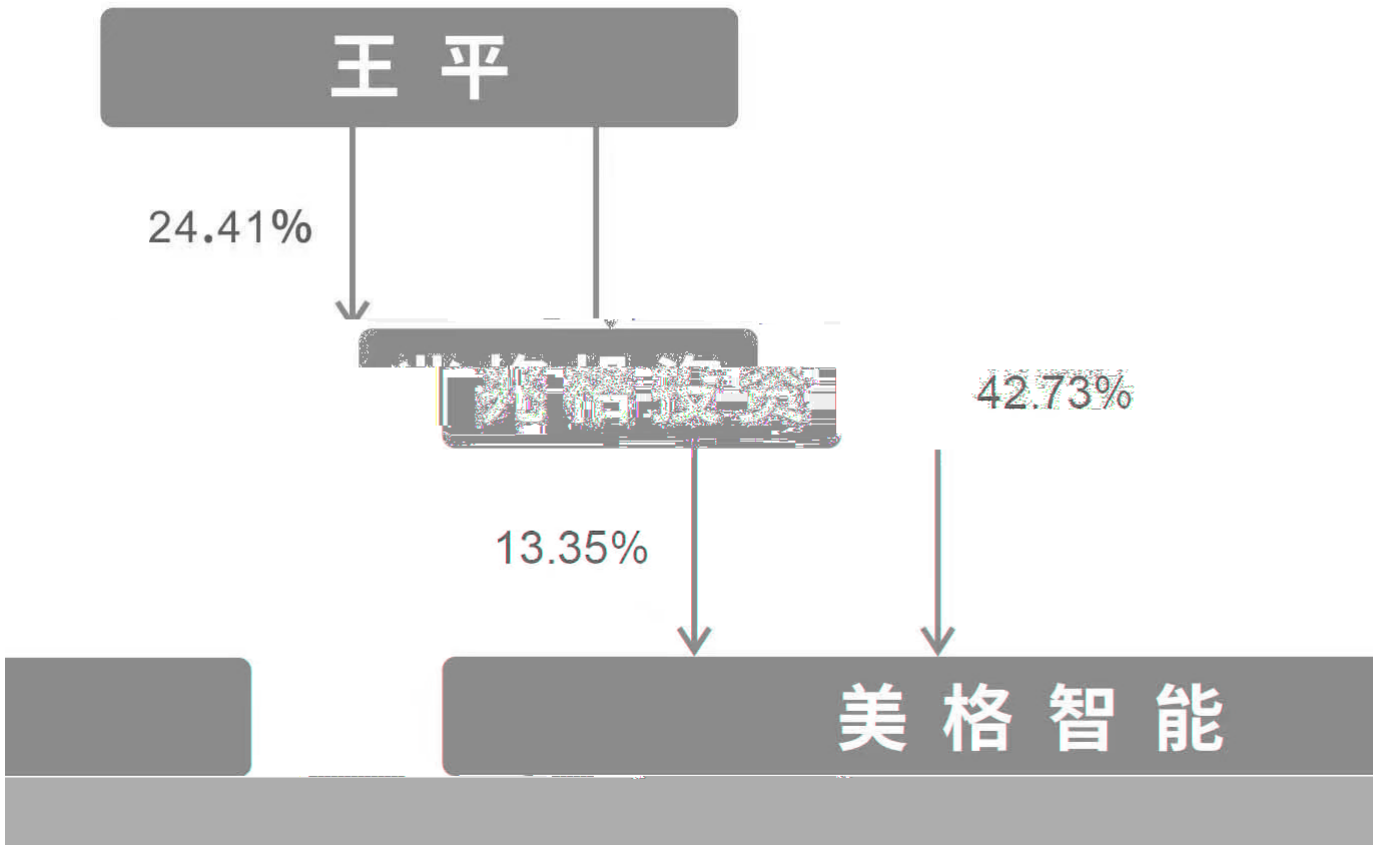 王 平
24.41%
42.73%
13.35%
美 格 智 能